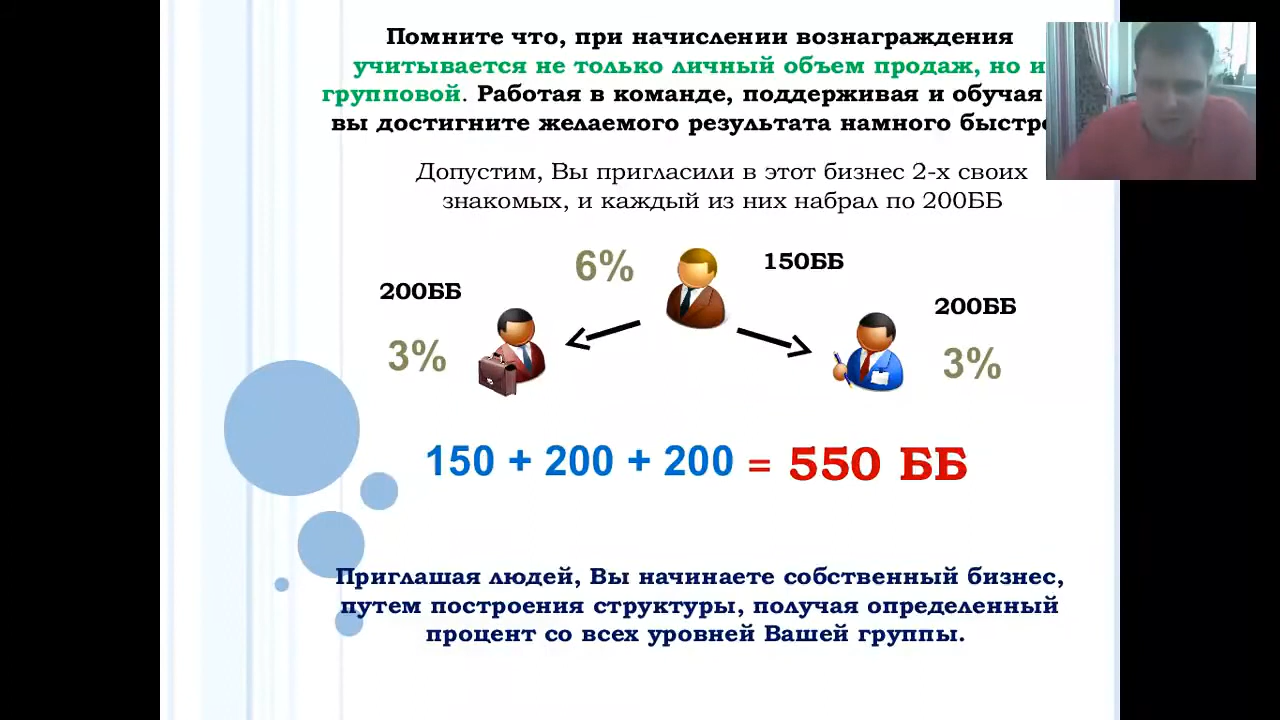 Помните что, при начислении вознаграждения
учитывается не только личный объем продаж, но и
групповой. Работая в команде, поддерживая и обучая
вы достигните желаемого результата намного
Допустим, Вы пригласили в этот бизнес 2-х своих
знакомых, и каждый из них набрал по 200ББ
6%
150ББ
200ББ
200ББ
3%
3%
150 + 200 + 200 = 550 ББ
Приглашая людей, Вы начинаете собственный бизнес,
путем построения структуры, получая определенный
процент со всех уровней Вашей группы.